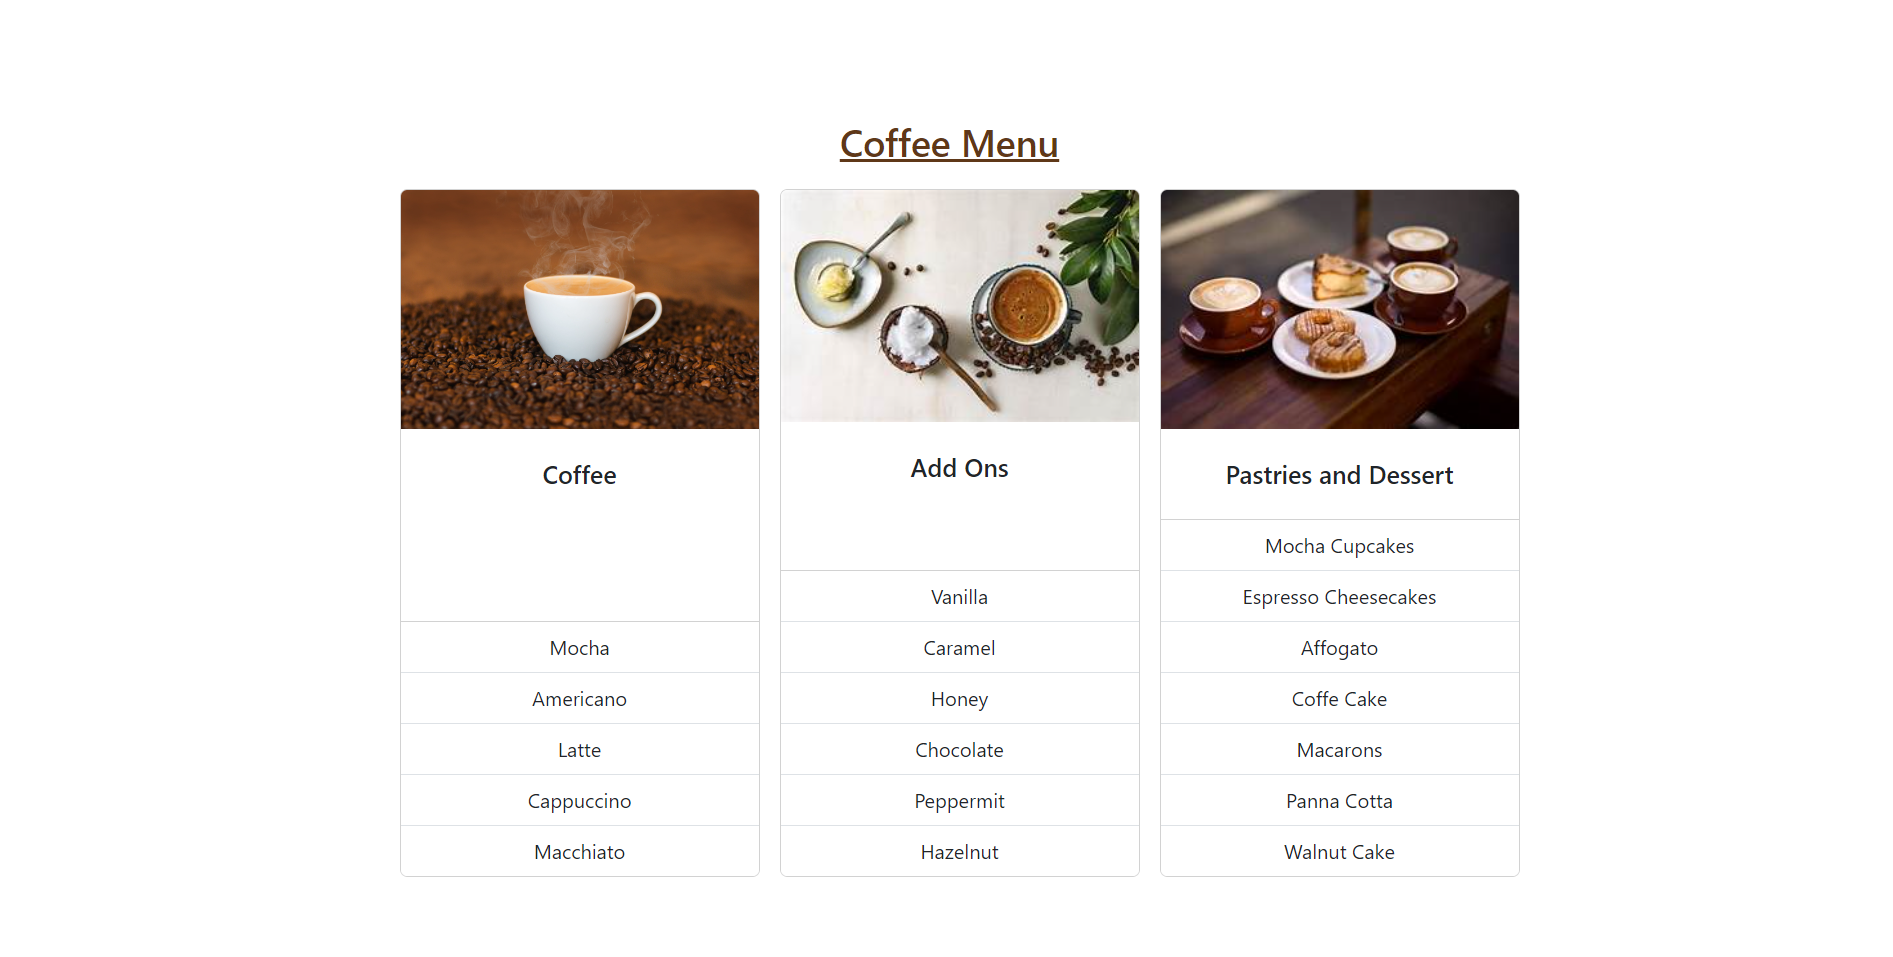 Coffee Menu
Coffee
Mocha
Americano
Latte
Cappuccino
Macchiato
Add Ons
Vanilla
Caramel
Honey
Chocolate
Peppermit
Hazelnut
Pastries and Dessert
Mocha Cupcakes
Espresso Cheesecakes
Affogato
Coffe Cake
Macarons
Panna Cotta
Walnut Cake